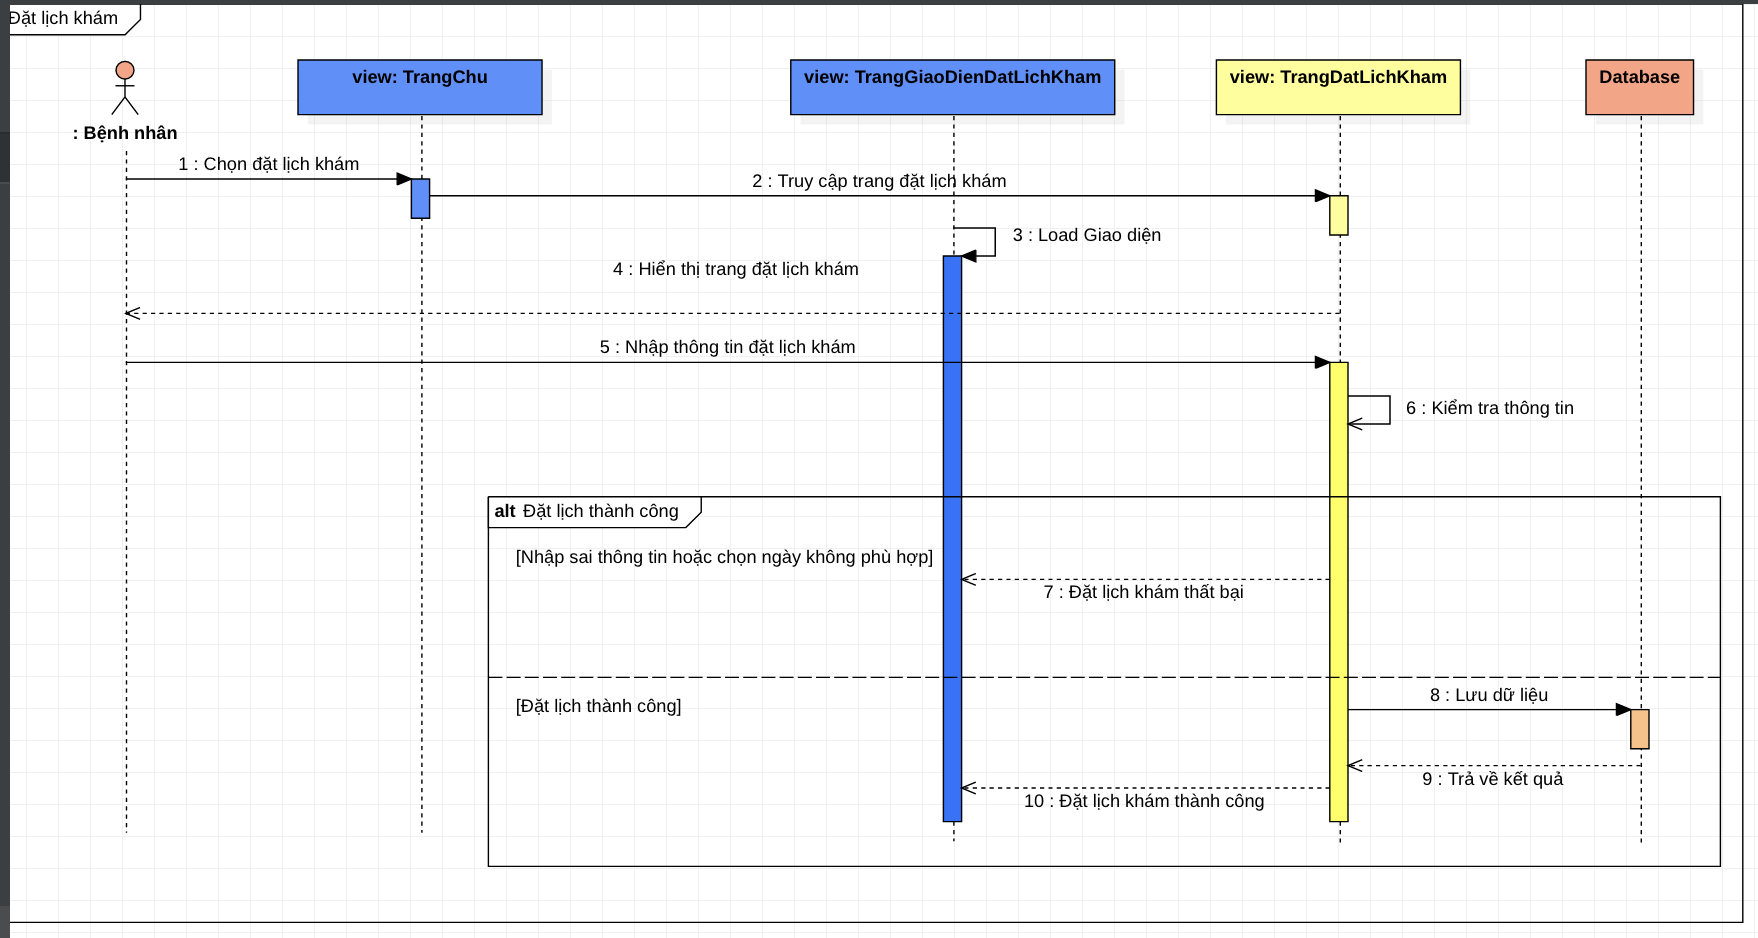 Đặt lịch khám
: Bệnh nhân
view: TrangChu
view: TrangGiaoDienDatLichKham
view: TrangDatLichKham
Database
1 : Chọn đặt lịch khám
2 : Truy cập trang đặt lịch khám
3 : Load Giao diện
4 : Hiển thị trang đặt lịch khám
5 : Nhập thông tin đặt lịch khám
6 : Kiểm tra thông tin
alt Đặt lịch thành công
[Nhập sai thông tin hoặc chọn ngày không phù hợp]
7 : Đặt lịch khám thất bại
[Đặt lịch thành công]
8 : Lưu dữ liệu
9 : Trả về kết quả
10 : Đặt lịch khám thành công